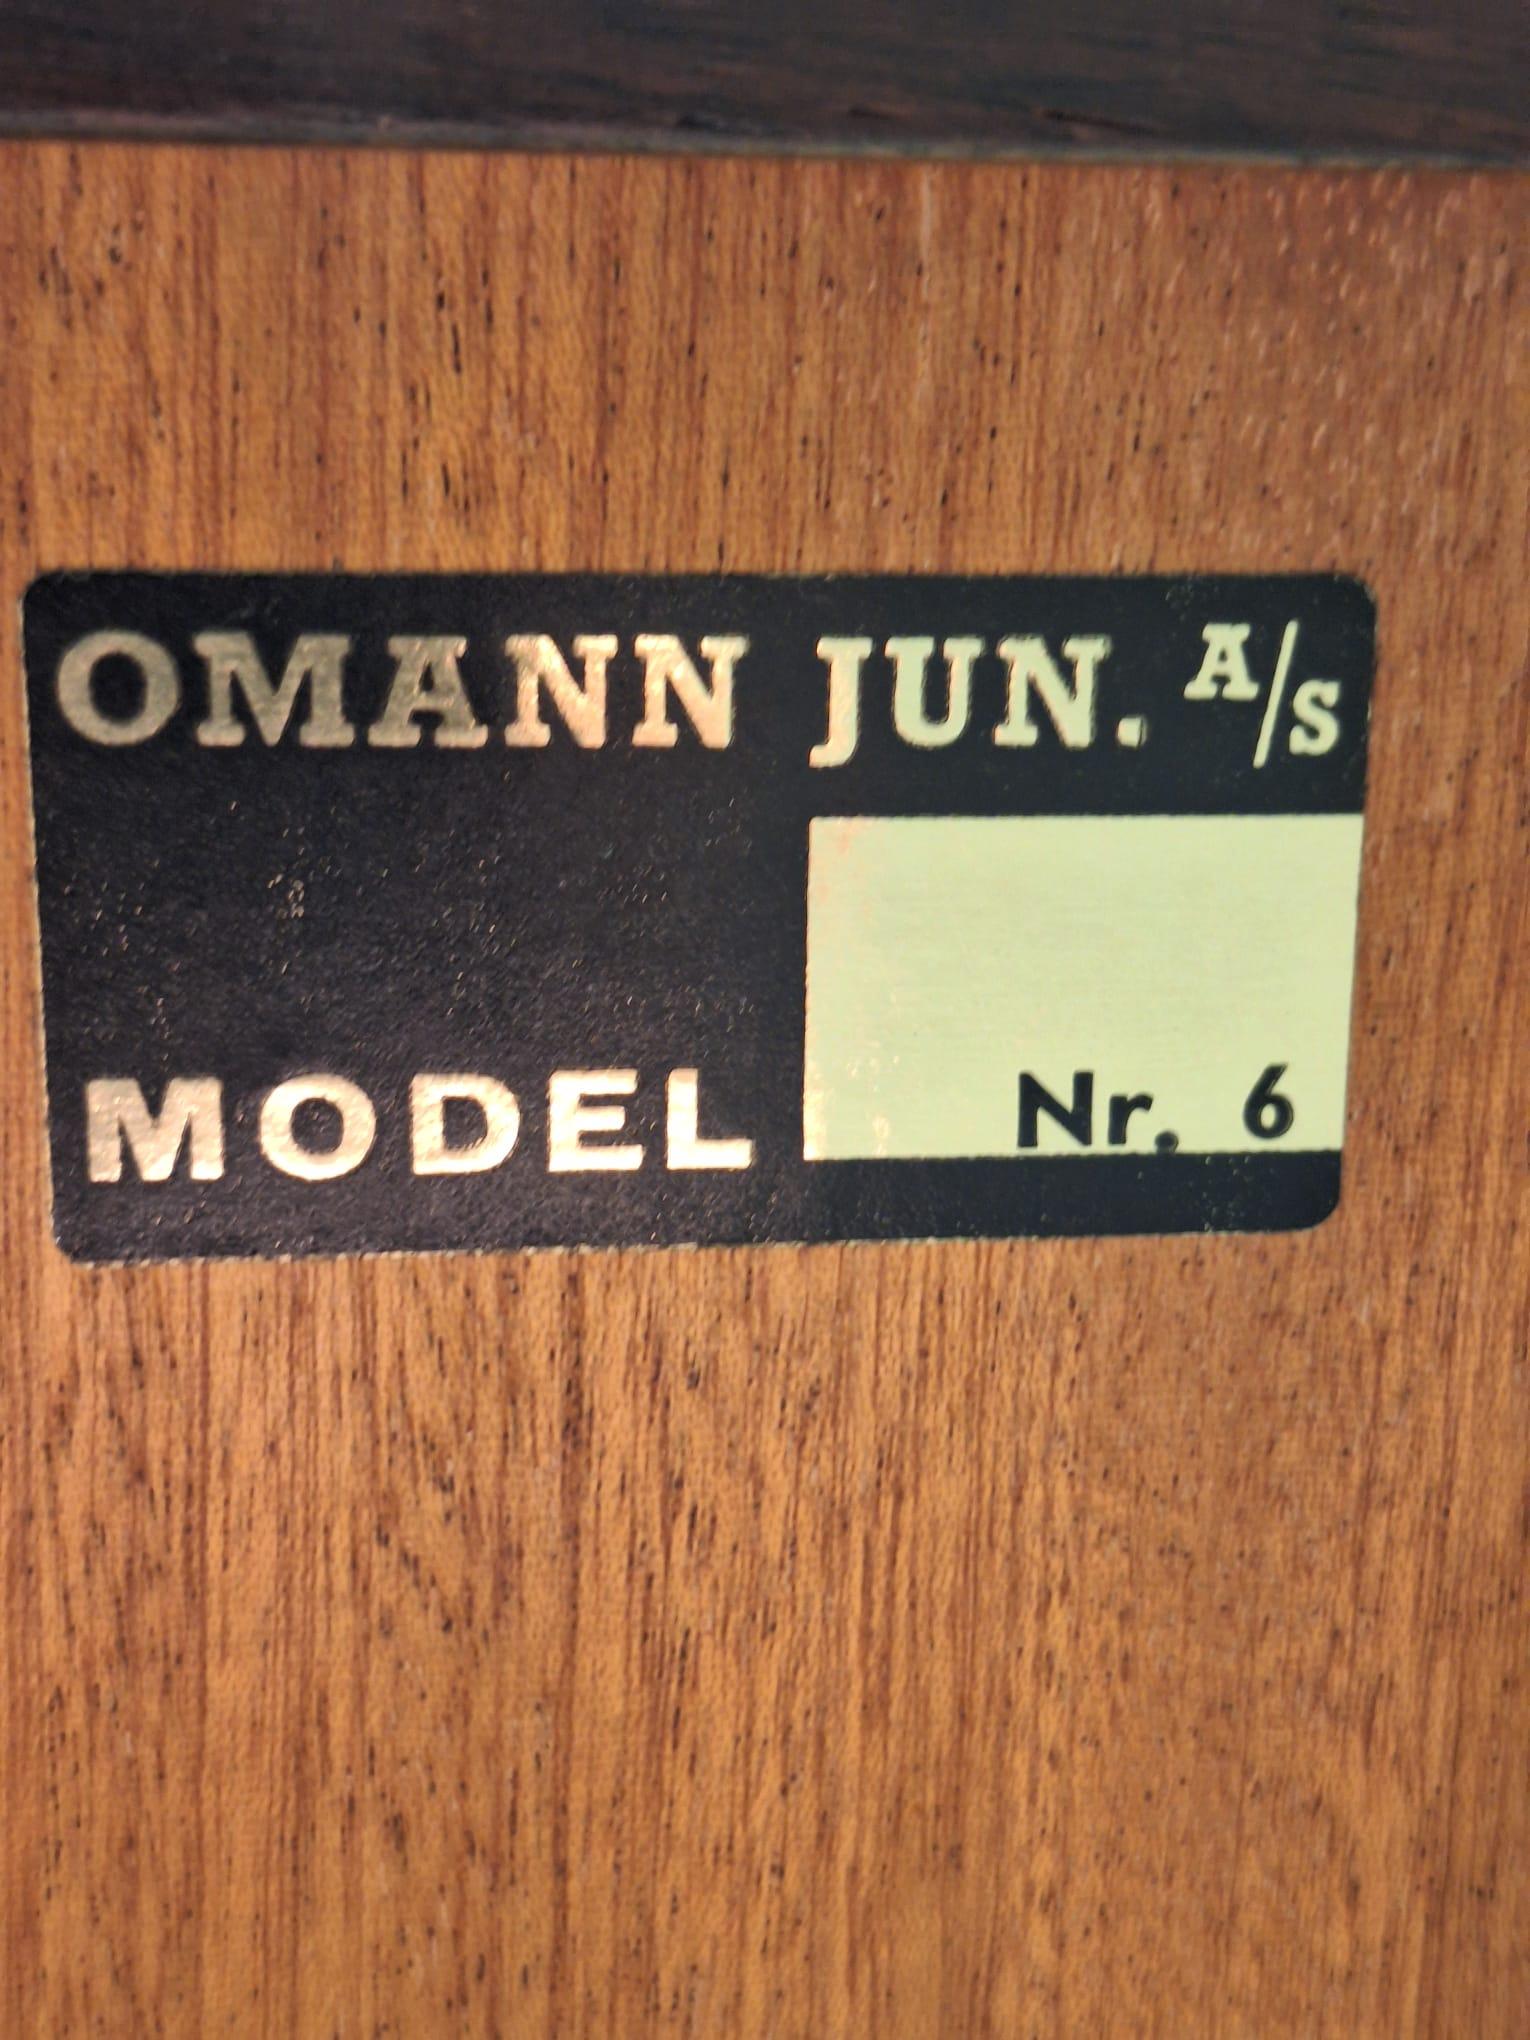 OMANN JUN. A/S
MODEL Nr. 6